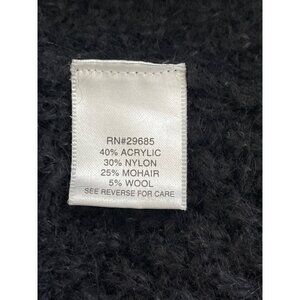 RN#29685
40% ACRYLIC
30% NYLON
25% MOHAIR
5% WOOL
SEE REVERSE FOR CARE